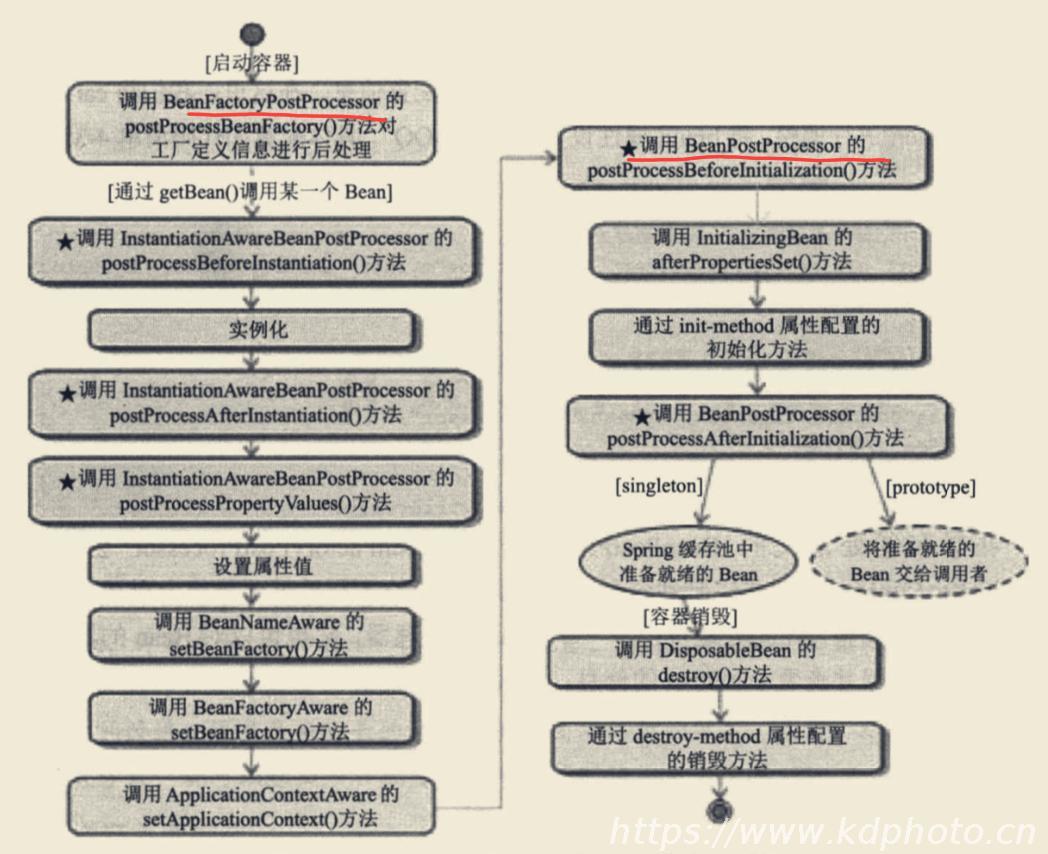 [启动容器]
调用 BeanFactoryPostProcessor 的
postProcessBeanFactory()方法对
工厂定义信息进行后处理
[通过 getBean()调用某一个 Bean]
★调用 InstantiationAwareBeanPostProcessor 的
postProcessBeforeInstantiation()方法
实例化
★调用 InstantiationAwareBeanPostProcessor 的
postProcessAfterInstantiation()方法
★调用 InstantiationAwareBeanPostProcessor 的
postProcessPropertyValues()方法
设置属性值
调用 BeanNameAware 的
setBeanFactory()方法
调用 BeanFactoryAware 的
setBeanFactory()方法
调用 ApplicationContextAware 的
setApplicationContext()方法
★调用 BeanPostProcessor 的
postProcessBeforeInitialization()方法
调用 InitializingBean 的
afterPropertiesSet()方法
通过 init-method 属性配置的
初始化方法
★调用 BeanPostProcessor 的
postProcessAfterInitialization()方法
[singleton]
[prototype]
Spring 缓存池中
准备就绪的 Bean
将准备就绪的
Bean 交给调用者
[容器销毁]
调用 DisposableBean 的
destroy()方法
通过 destroy-method 属性配置
的销毁方法
https://www.kdphoto.cn